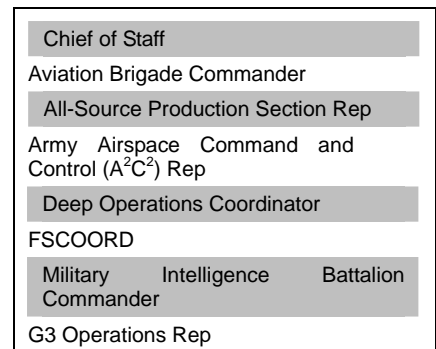 Chief of Staff
Aviation Brigade Commander
All-Source Production Section Rep
Army Airspace Command and
Control (A²C²) Rep
Deep Operations Coordinator
FSCOORD
Military Intelligence Battalion
Commander
G3 Operations Rep